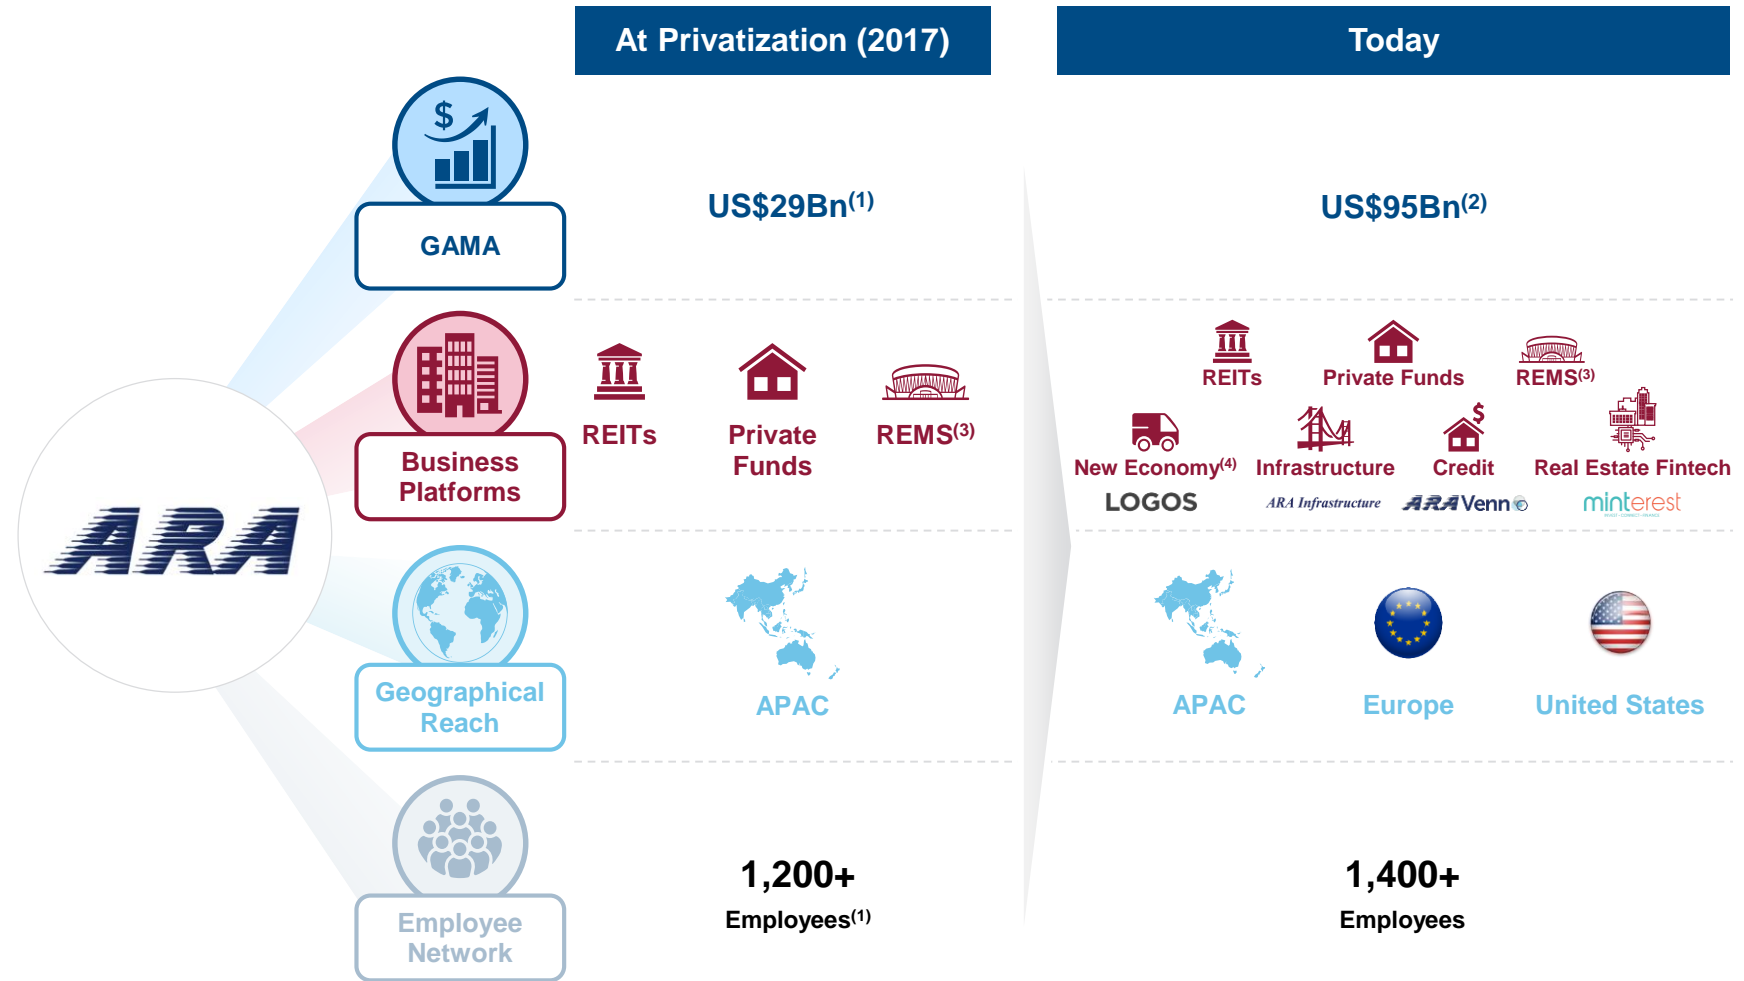 At Privatization (2017)
Today
GAMA
US$29Bn(1)
US$95Bn(2)
Business
Platforms
REITs
Private
Funds
REMS(3)
REITs
Private Funds
REMS(3)
New Economy(4)
Infrastructure
Credit
Real Estate Fintech
LOGOS
ARA Infrastructure
ARA Venn
minterest
ARA
Geographical
Reach
APAC
APAC
Europe
United States
Employee
Network
1,200+
Employees(1)
1,400+
Employees